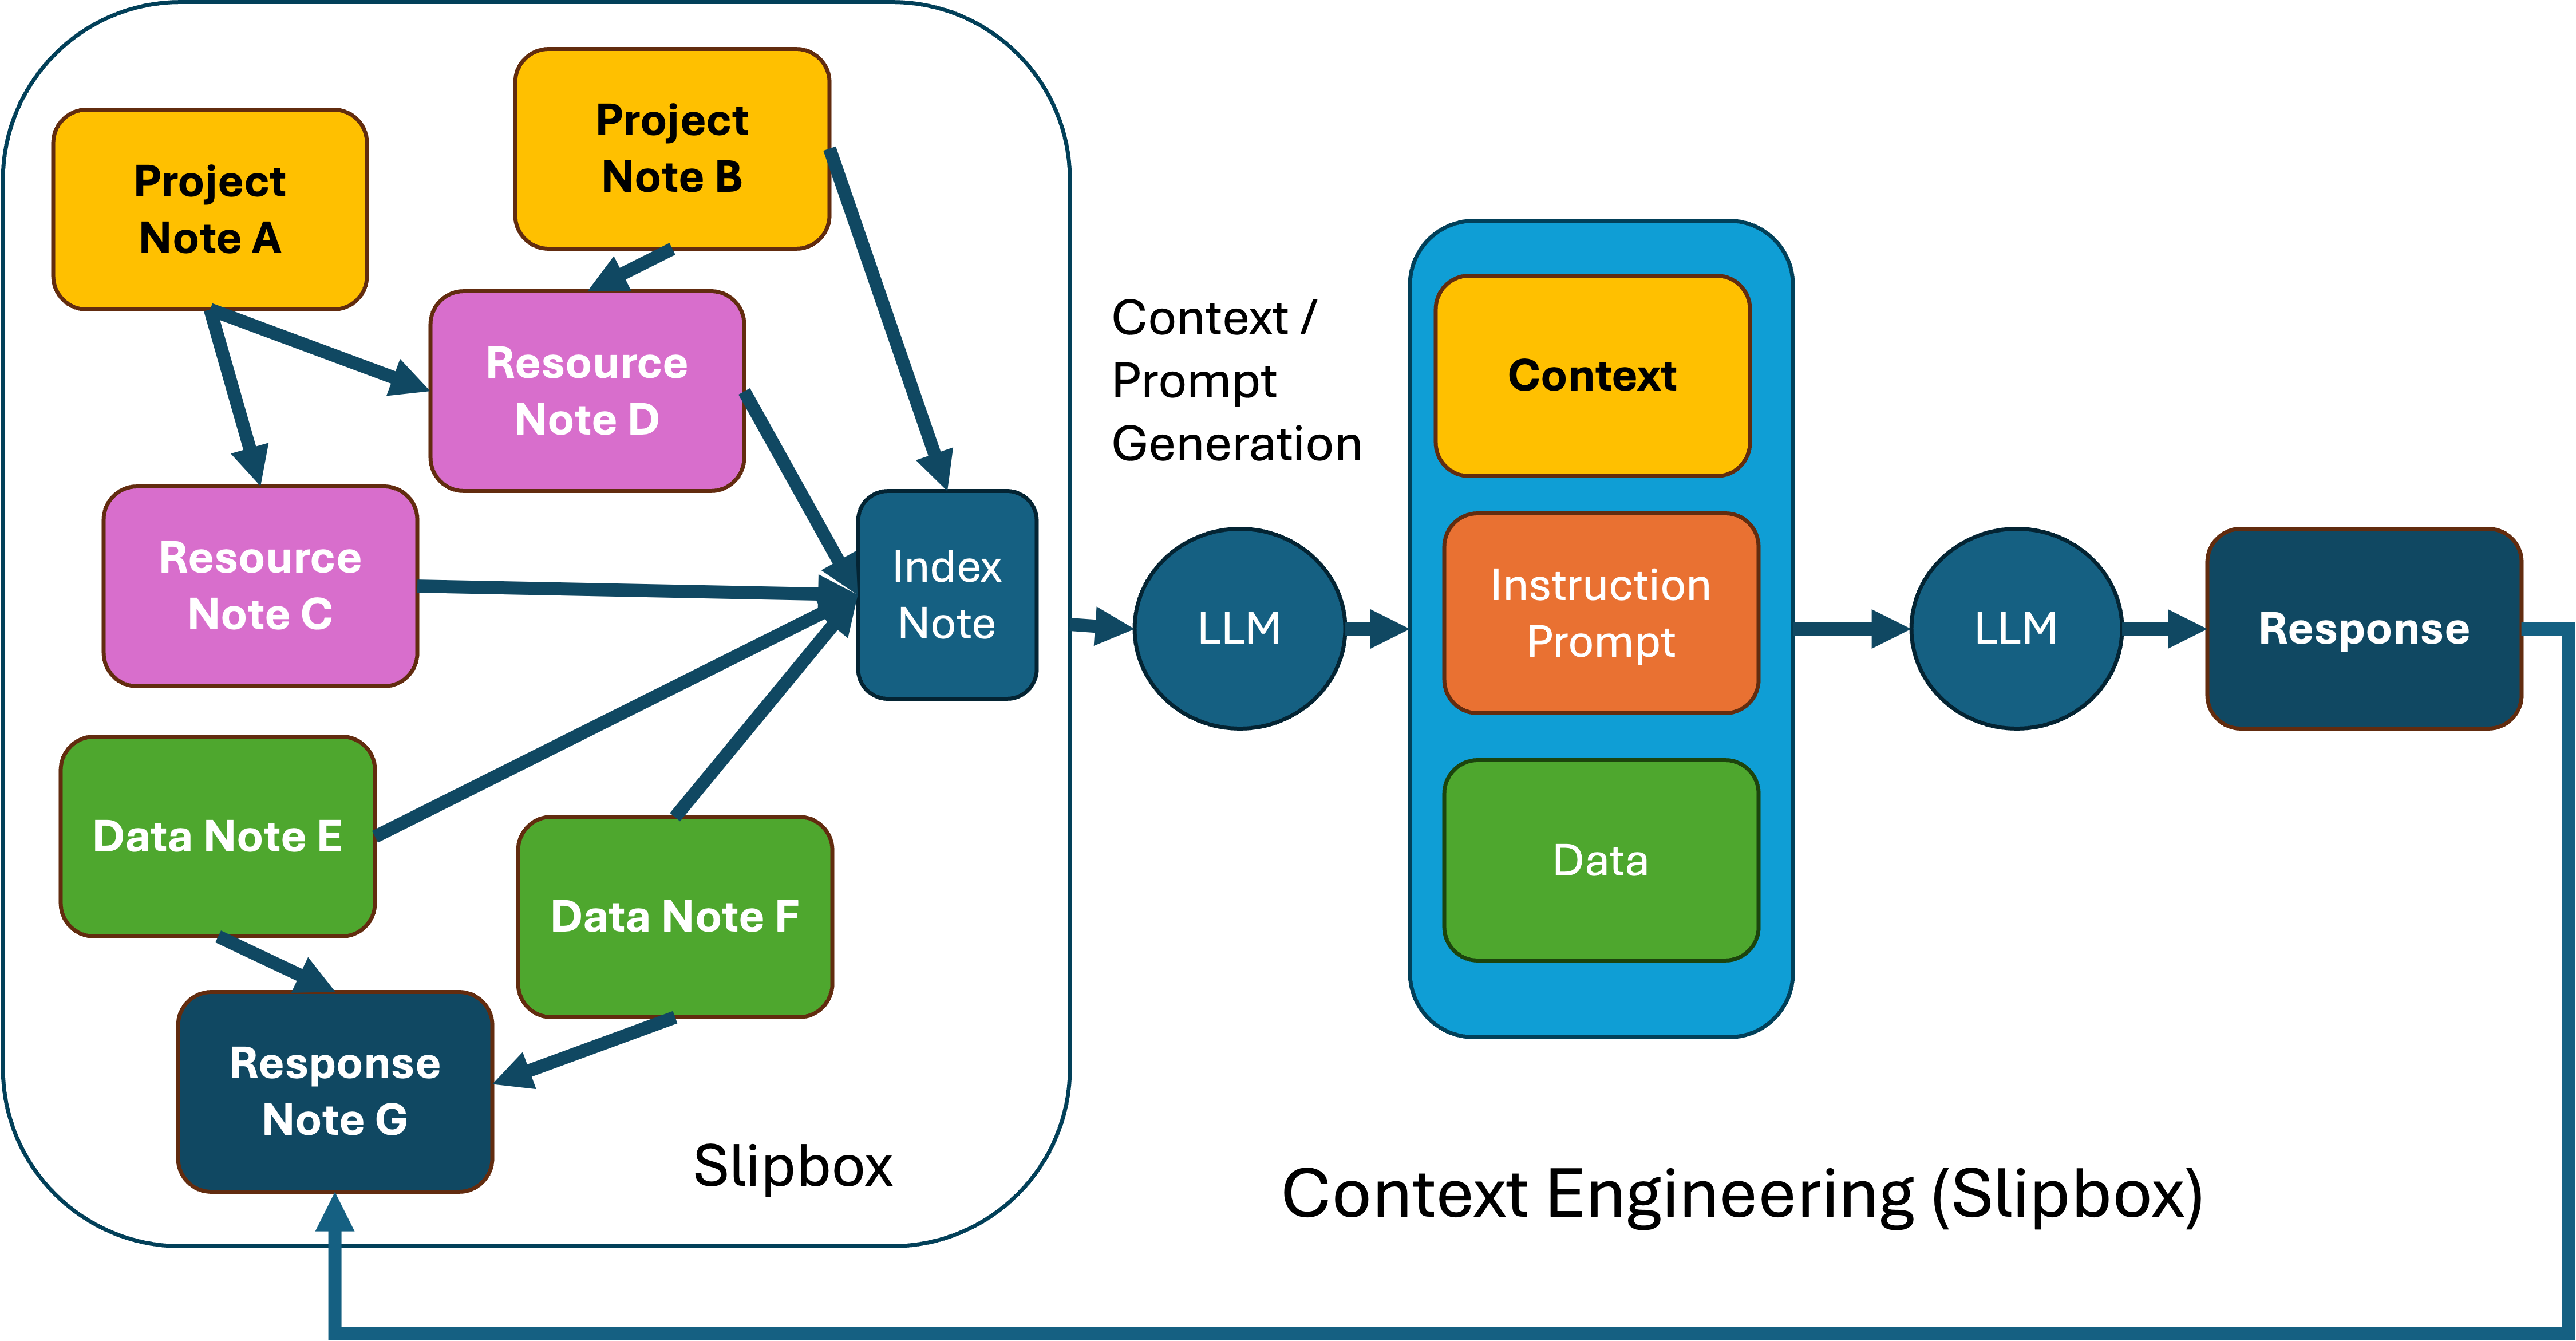 Project
Note A
Project
Note B
Resource
Note D
Resource
Note C
Index
Note
Data Note E
Data Note F
Response
Note G
Slipbox
Context /
Prompt
Generation
LLM
Context
Instruction
Prompt
Data
LLM
Response
Context Engineering (Slipbox)